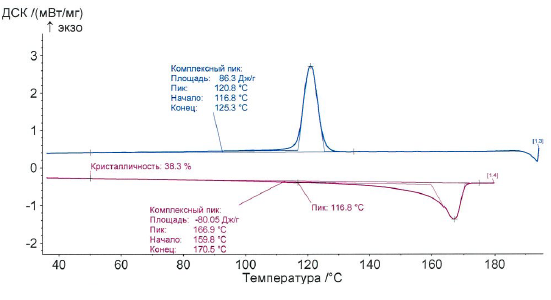 ДСК /(мВт/мг)
↑ экзо
3
2
1
0
-1
-2
Комплексный пик:
Площадь: 86.3 Дж/г
Пик: 120.8 °C
Начало: 116.8 °C
Конец: 125.3 °C
[1.3]
Кристалличность: 38.3 %
[1.4]
Комплексный пик:
Площадь: -80.05 Дж/г
Пик: 166.9 °C
Начало: 159.8 °C
Конец: 170.5 °C
Пик: 116.8 °C
40 60 80 100 120 140 160 180
Температура /°C